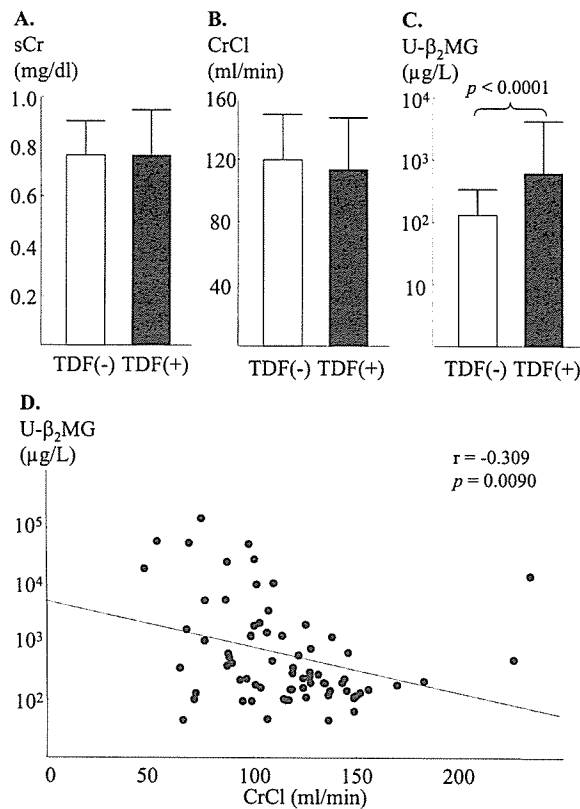 A.
sCr
(mg/dl)
1.0
0.8
0.6
0.4
0.2
TDF(-) TDF(+)
B.
CrCl
(ml/min)
160
120
80
40
TDF(-) TDF(+)
C.
U-β₂MG
(µg/L)
p < 0.0001
10⁴
10³
10²
10
TDF(-) TDF(+)
D.
U-β₂MG
(µg/L)
r = -0.309
p = 0.0090
10⁵
10⁴
10³
10²
0 50 100 150 200
CrCl (ml/min)